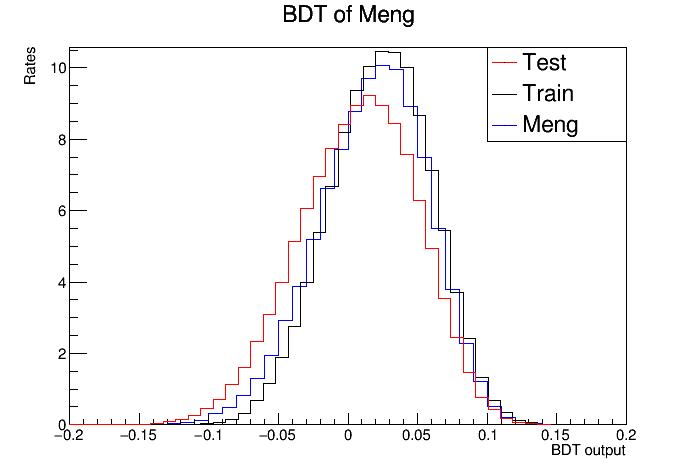 BDT of Meng
Rates
Test
Train
Meng
10
8
6
4
2
0
−0.2 −0.15 −0.1 −0.05 0 0.05 0.1 0.15 0.2
BDT output